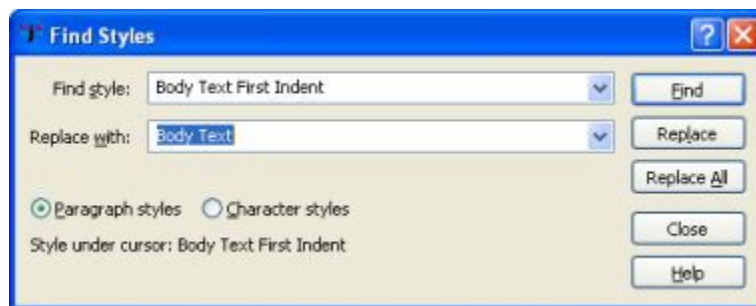 Find Styles
Find style: Body Text First Indent Find
Replace with: Body Text Replace
Replace All
Paragraph styles Character styles
Style under cursor: Body Text First Indent
Close
Help